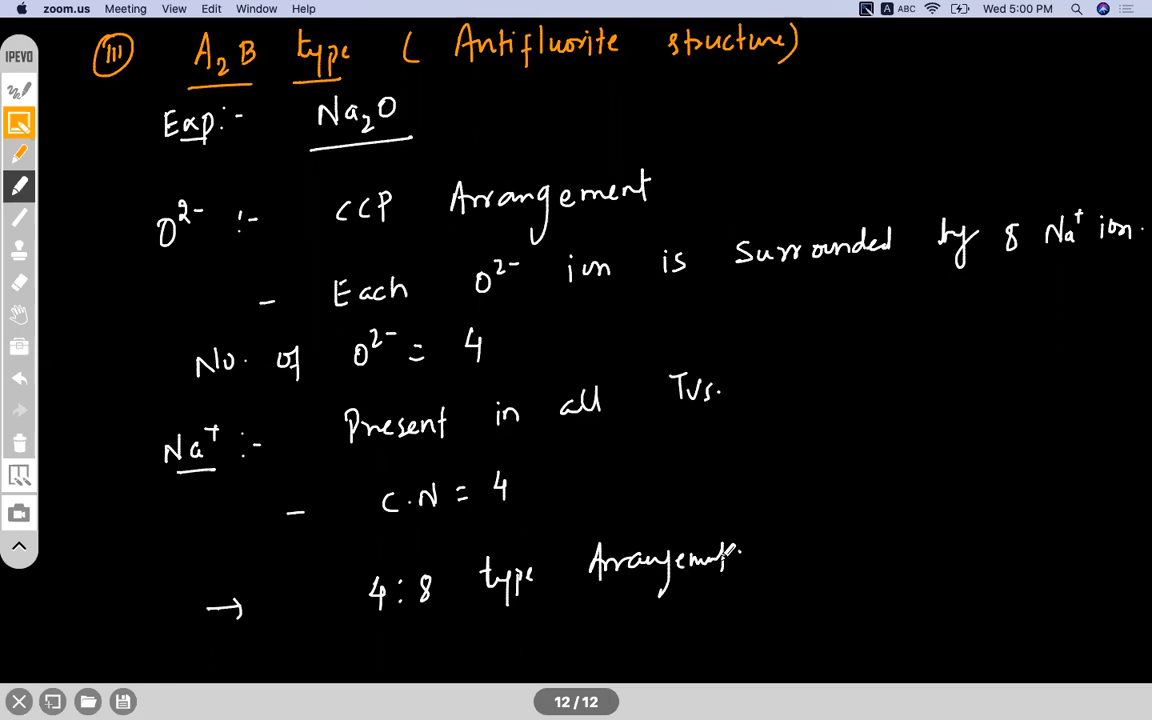 zoom.us Meeting View Edit Window Help A ABC Wed 5:00 PM
IPEVO
III A₂B type ( Antifluorite structure)
Exp:- Na₂O
O²⁻ :- CCP Arrangement
- Each O²⁻ ion is surrounded by 8 Na⁺ ion.
No. of O²⁻ = 4
Na⁺ :- Present in all TVs.
- C.N = 4
→ 4:8 type Arrangement.
12/12